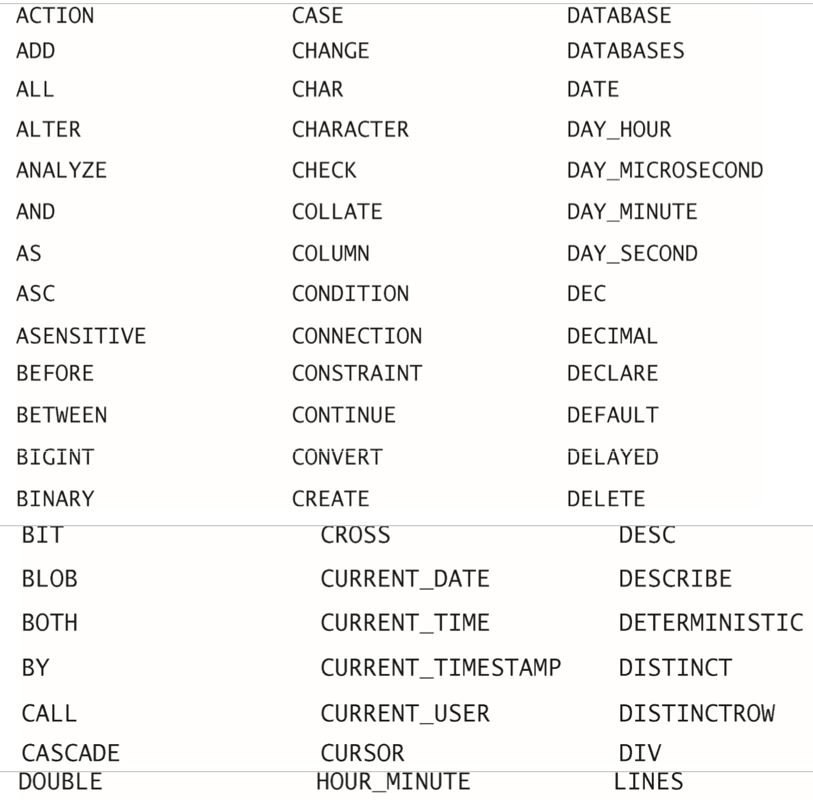 ACTION CASE DATABASE
ADD CHANGE DATABASES
ALL CHAR DATE
ALTER CHARACTER DAY_HOUR
ANALYZE CHECK DAY_MICROSECOND
AND COLLATE DAY_MINUTE
AS COLUMN DAY_SECOND
ASC CONDITION DEC
ASENSITIVE CONNECTION DECIMAL
BEFORE CONSTRAINT DECLARE
BETWEEN CONTINUE DEFAULT
BIGINT CONVERT DELAYED
BINARY CREATE DELETE
BIT CROSS DESC
BLOB CURRENT_DATE DESCRIBE
BOTH CURRENT_TIME DETERMINISTIC
BY CURRENT_TIMESTAMP DISTINCT
CALL CURRENT_USER DISTINCTROW
CASCADE CURSOR DIV
DOUBLE HOUR_MINUTE LINES